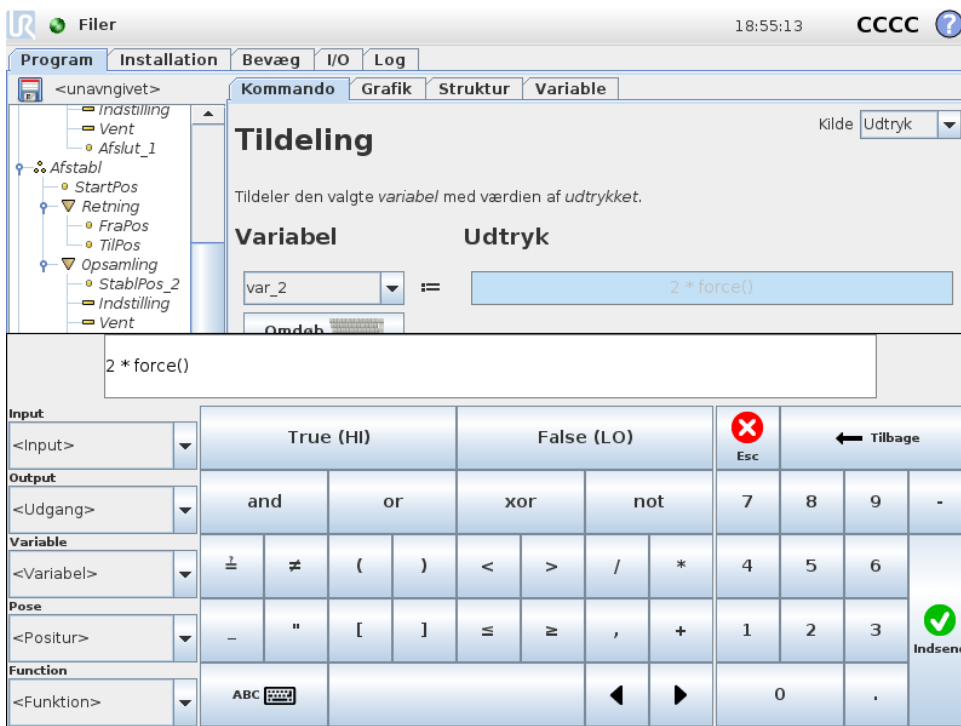 UR Filer 18:55:13 CCCC ?
Program Installation Bevæg I/O Log
<unavngivet> Kommando Grafik Struktur Variable
Indstilling
Vent
Afslut_1
Afstabl
StartPos
Retning
FraPos
TilPos
Opsamling
StablPos_2
Indstilling
Vent
Tildeling
Kilde Udtryk
Tildeler den valgte variabel med værdien af udtrykket.
Variabel Udtryk
var_2 := 2 * force()
Omdøb
2 * force()
Input
<Input>
Output
<Udgang>
Variable
<Variabel>
Pose
<Positur>
Function
<Funktion>
True (HI) False (LO) Esc Tilbage
and or xor not 7 8 9 -
≟ ≠ ( ) < > / * 4 5 6
_ " [ ] ≤ ≥ , + 1 2 3 Indsend
ABC 0 .